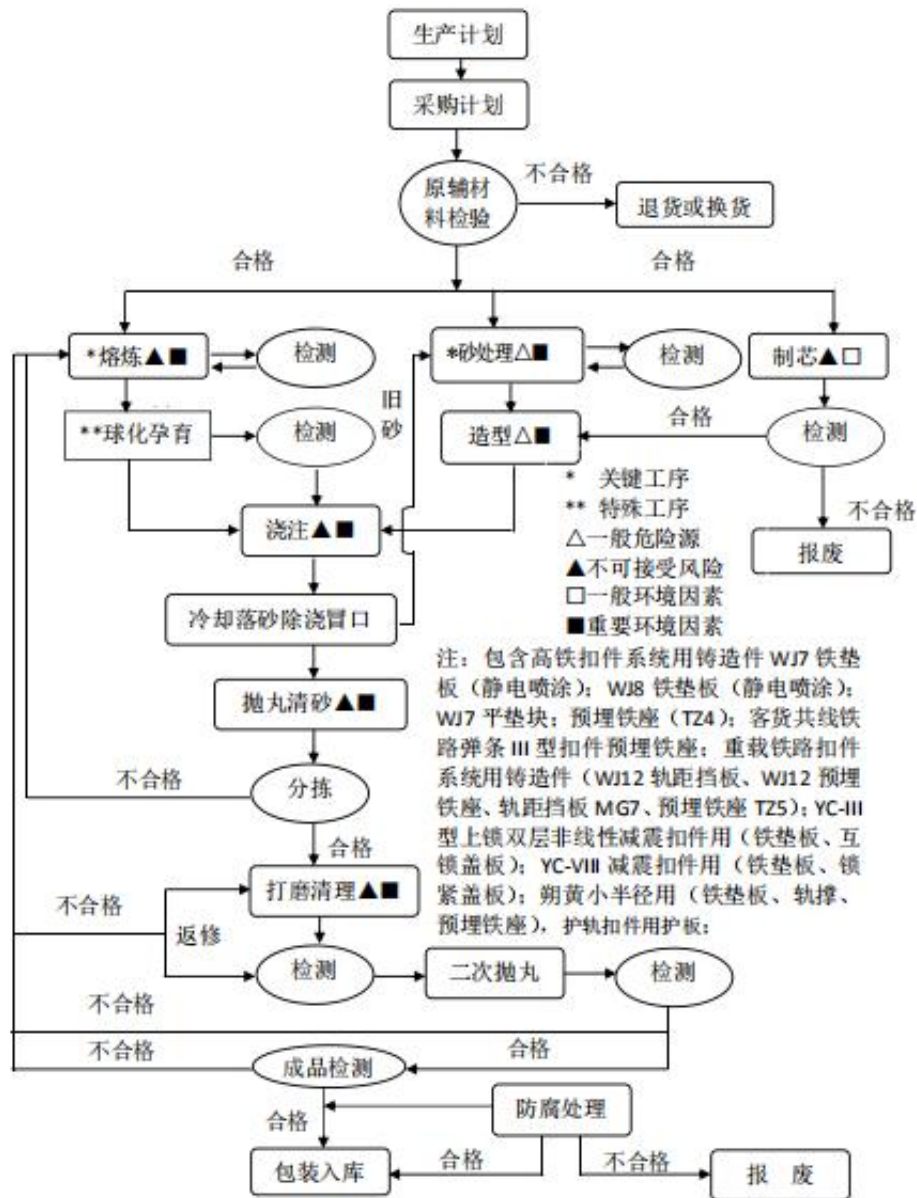 生产计划
采购计划
原辅材
料检验
不合格
退货或换货
合格
合格
*熔炼▲■
检测
*砂处理△■
检测
制芯▲□
旧
砂
**球化孕育
检测
造型△■
合格
检测
* 关键工序
** 特殊工序
△一般危险源
▲不可接受风险
□一般环境因素
■重要环境因素
不合格
报废
浇注▲■
冷却落砂除浇冒口
抛丸清砂▲■
注：包含高铁扣件系统用铸造件 WJ7 铁垫
板（静电喷涂）；WJ8 铁垫板（静电喷涂）；
WJ7 平垫块；预埋铁座（TZ4）；客货共线铁
路弹条 III 型扣件预埋铁座；重载铁路扣件
系统用铸造件（WJ12 轨距挡板、WJ12 预埋
铁座、轨距挡板 MG7、预埋铁座 TZ5）；YC-III
型上锁双层非线性减震扣件用（铁垫板、互
锁盖板）；YC-VIII 减震扣件用（铁垫板、锁
紧盖板）；朔黄小半径用（铁垫板、轨撑、
预埋铁座），护轨扣件用护板；
不合格
分拣
合格
打磨清理▲■
不合格
返修
检测
二次抛丸
检测
不合格
不合格
成品检测
合格
合格
防腐处理
包装入库
合格
不合格
报 废